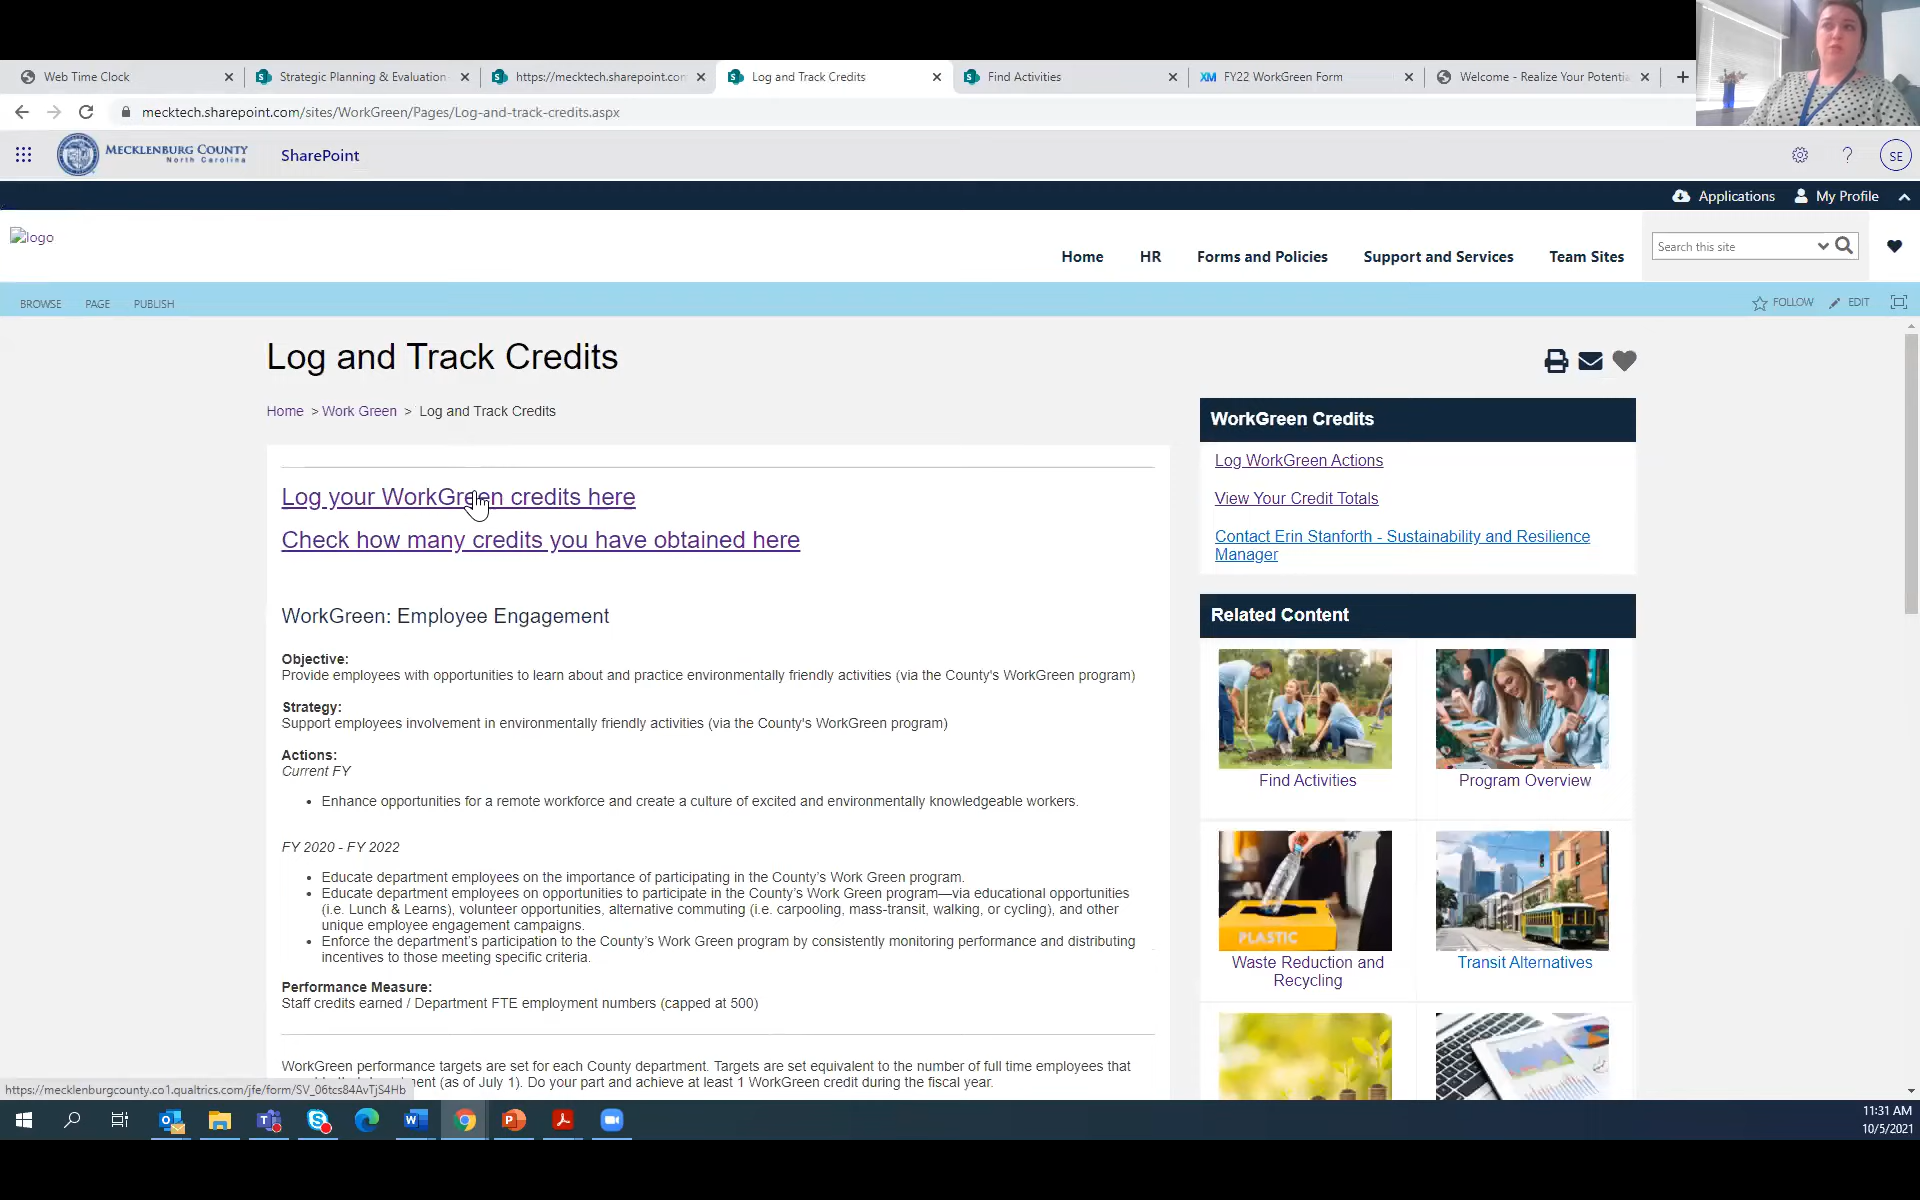 Web Time Clock
Strategic Planning & Evaluation
https://mecktech.sharepoint.com
Log and Track Credits
Find Activities
XM FY22 WorkGreen Form
Welcome - Realize Your Potentia
mecktech.sharepoint.com/sites/WorkGreen/Pages/Log-and-track-credits.aspx
MECKLENBURG COUNTY
North Carolina
SharePoint
? SE
Applications My Profile
logo
Home HR Forms and Policies Support and Services Team Sites
Search this site
BROWSE PAGE PUBLISH
FOLLOW EDIT
Log and Track Credits
Home > Work Green > Log and Track Credits
Log your WorkGreen credits here
Check how many credits you have obtained here
WorkGreen: Employee Engagement
Objective:
Provide employees with opportunities to learn about and practice environmentally friendly activities (via the County's WorkGreen program)
Strategy:
Support employees involvement in environmentally friendly activities (via the County's WorkGreen program)
Actions:
Current FY
• Enhance opportunities for a remote workforce and create a culture of excited and environmentally knowledgeable workers.
FY 2020 - FY 2022
• Educate department employees on the importance of participating in the County's Work Green program.
• Educate department employees on opportunities to participate in the County's Work Green program—via educational opportunities
(i.e. Lunch & Learns), volunteer opportunities, alternative commuting (i.e. carpooling, mass-transit, walking, or cycling), and other
unique employee engagement campaigns.
• Enforce the department's participation to the County's Work Green program by consistently monitoring performance and distributing
incentives to those meeting specific criteria.
Performance Measure:
Staff credits earned / Department FTE employment numbers (capped at 500)
WorkGreen performance targets are set for each County department. Targets are set equivalent to the number of full time employees that
(as of July 1). Do your part and achieve at least 1 WorkGreen credit during the fiscal year.
WorkGreen Credits
Log WorkGreen Actions
View Your Credit Totals
Contact Erin Stanforth - Sustainability and Resilience
Manager
Related Content
Find Activities
Program Overview
PLASTIC
Waste Reduction and
Recycling
Transit Alternatives
https://mecklenburgcounty.co1.qualtrics.com/jfe/form/SV_06tcs84AvTjS4Hb
11:31 AM
10/5/2021